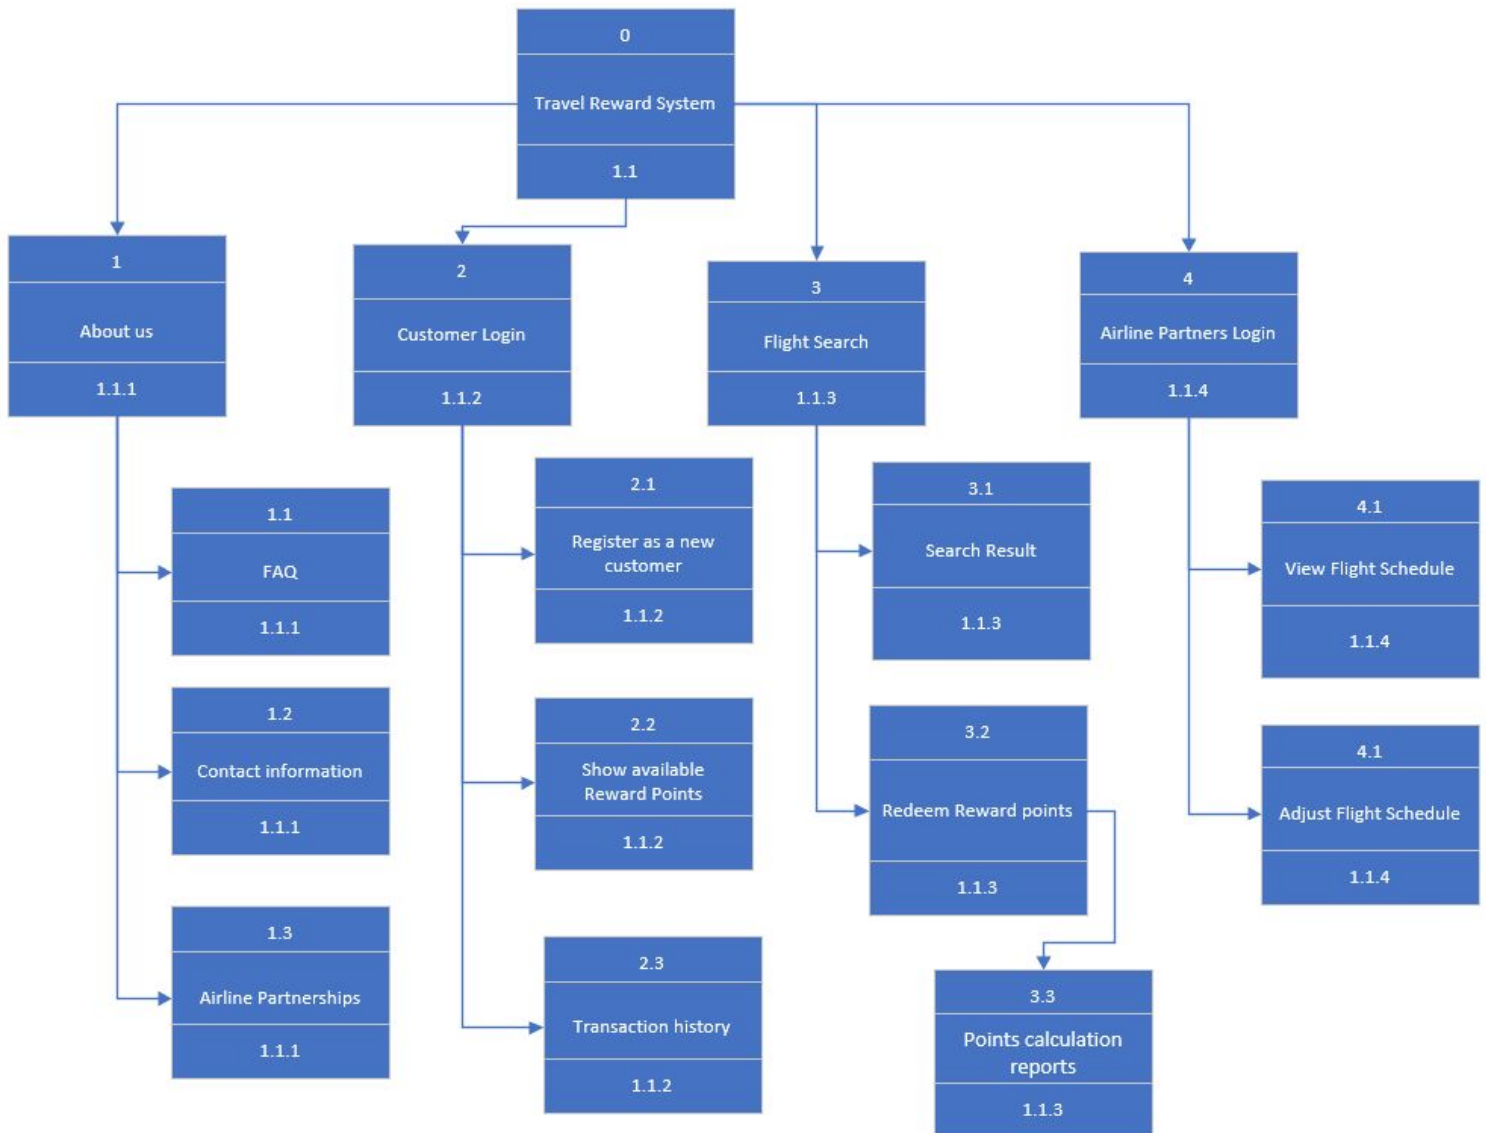 0
Travel Reward System
1.1
1
About us
1.1.1
2
Customer Login
1.1.2
3
Flight Search
1.1.3
4
Airline Partners Login
1.1.4
1.1
FAQ
1.1.1
1.2
Contact information
1.1.1
1.3
Airline Partnerships
1.1.1
2.1
Register as a new
customer
1.1.2
2.2
Show available
Reward Points
1.1.2
2.3
Transaction history
1.1.2
3.1
Search Result
1.1.3
3.2
Redeem Reward points
1.1.3
3.3
Points calculation
reports
1.1.3
4.1
View Flight Schedule
1.1.4
4.1
Adjust Flight Schedule
1.1.4